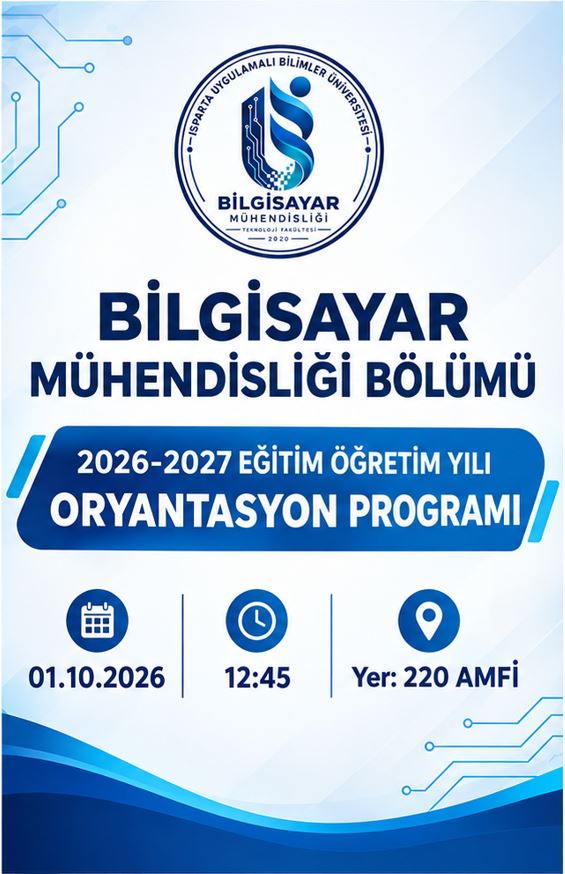 ISPARTA UYGULAMALI BİLİMLER ÜNİVERSİTESİ
BİLGİSAYAR
MÜHENDİSLİĞİ
TEKNOLOJİ FAKÜLTESİ
2020
BİLGİSAYAR
MÜHENDİSLİĞİ BÖLÜMÜ
2026-2027 EĞİTİM ÖĞRETİM YILI
ORYANTASYON PROGRAMI
01.10.2026
12:45
Yer: 220 AMFİ